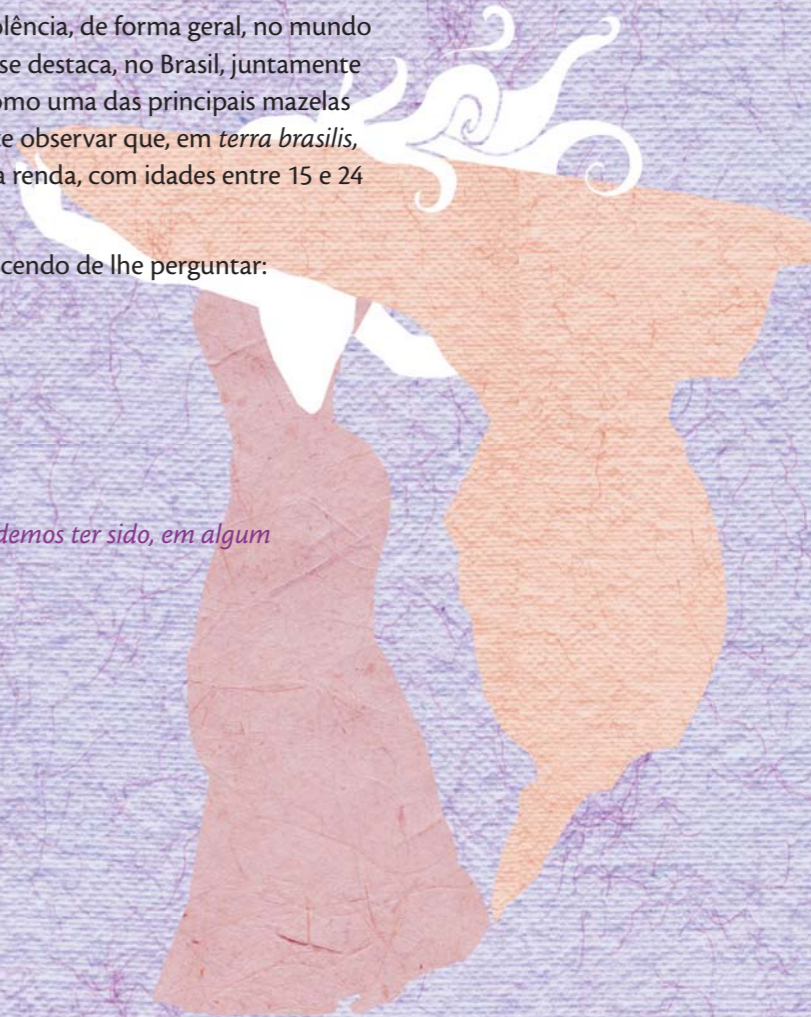 lência, de forma geral, no mundo
se destaca, no Brasil, juntamente
omo uma das principais mazelas
e observar que, em terra brasilis,
a renda, com idades entre 15 e 24
cendo de lhe perguntar:
demos ter sido, em algum